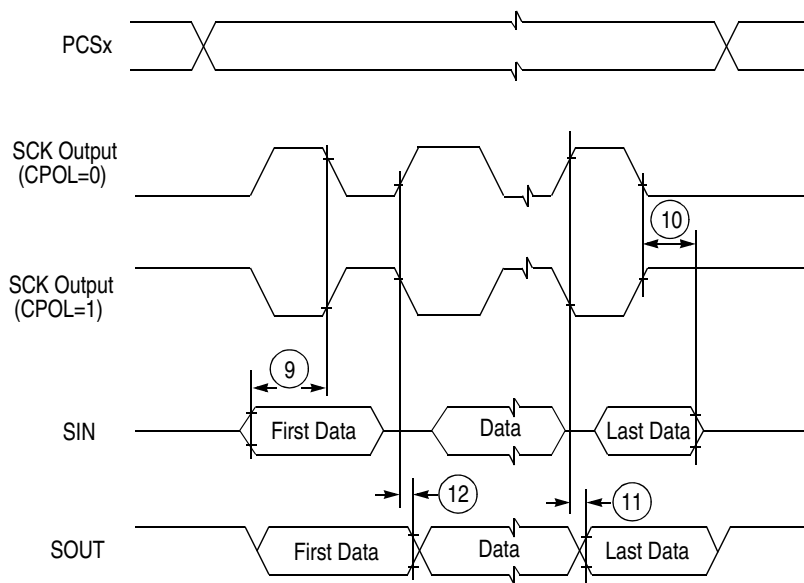 PCSx
SCK Output
(CPOL=0)
10
SCK Output
(CPOL=1)
9
SIN
First Data
Data
Last Data
12
11
SOUT
First Data
Data
Last Data